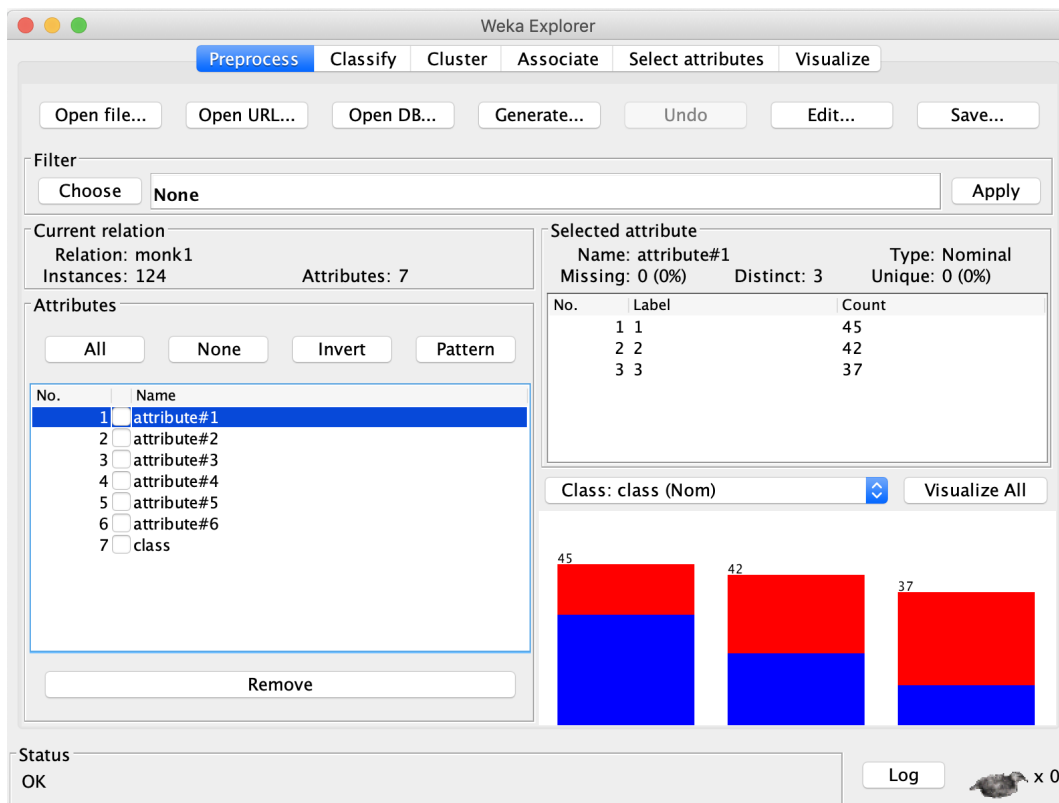 Weka Explorer
Preprocess Classify Cluster Associate Select attributes Visualize
Open file... Open URL... Open DB... Generate... Undo Edit... Save...
Filter
Choose None Apply
Current relation
Relation: monk1
Instances: 124 Attributes: 7
Attributes
All None Invert Pattern
No. Name
1 attribute#1
2 attribute#2
3 attribute#3
4 attribute#4
5 attribute#5
6 attribute#6
7 class
Remove
Selected attribute
Name: attribute#1 Type: Nominal
Missing: 0 (0%) Distinct: 3 Unique: 0 (0%)
No. Label Count
1 1 45
2 2 42
3 3 37
Class: class (Nom) Visualize All
45
42
37
Status
OK
Log x 0